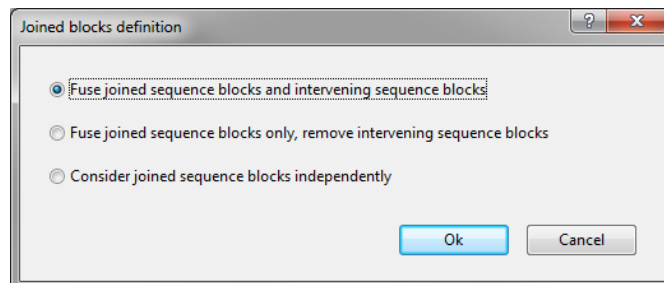 Joined blocks definition
Fuse joined sequence blocks and intervening sequence blocks
Fuse joined sequence blocks only, remove intervening sequence blocks
Consider joined sequence blocks independently
Ok Cancel